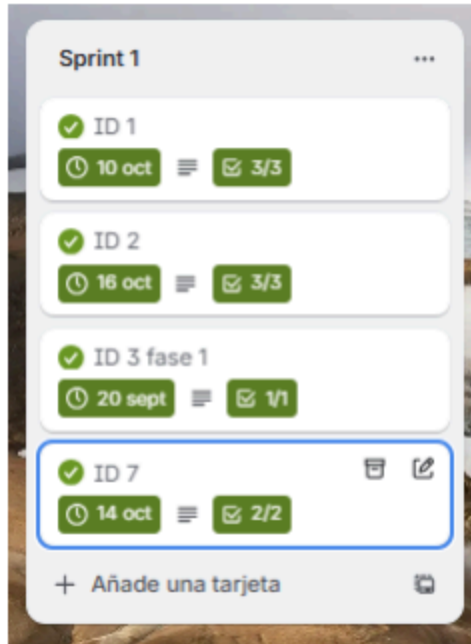 Sprint 1
ID 1
10 oct 3/3
ID 2
16 oct 3/3
ID 3 fase 1
20 sept 1/1
ID 7
14 oct 2/2
+ Añade una tarjeta